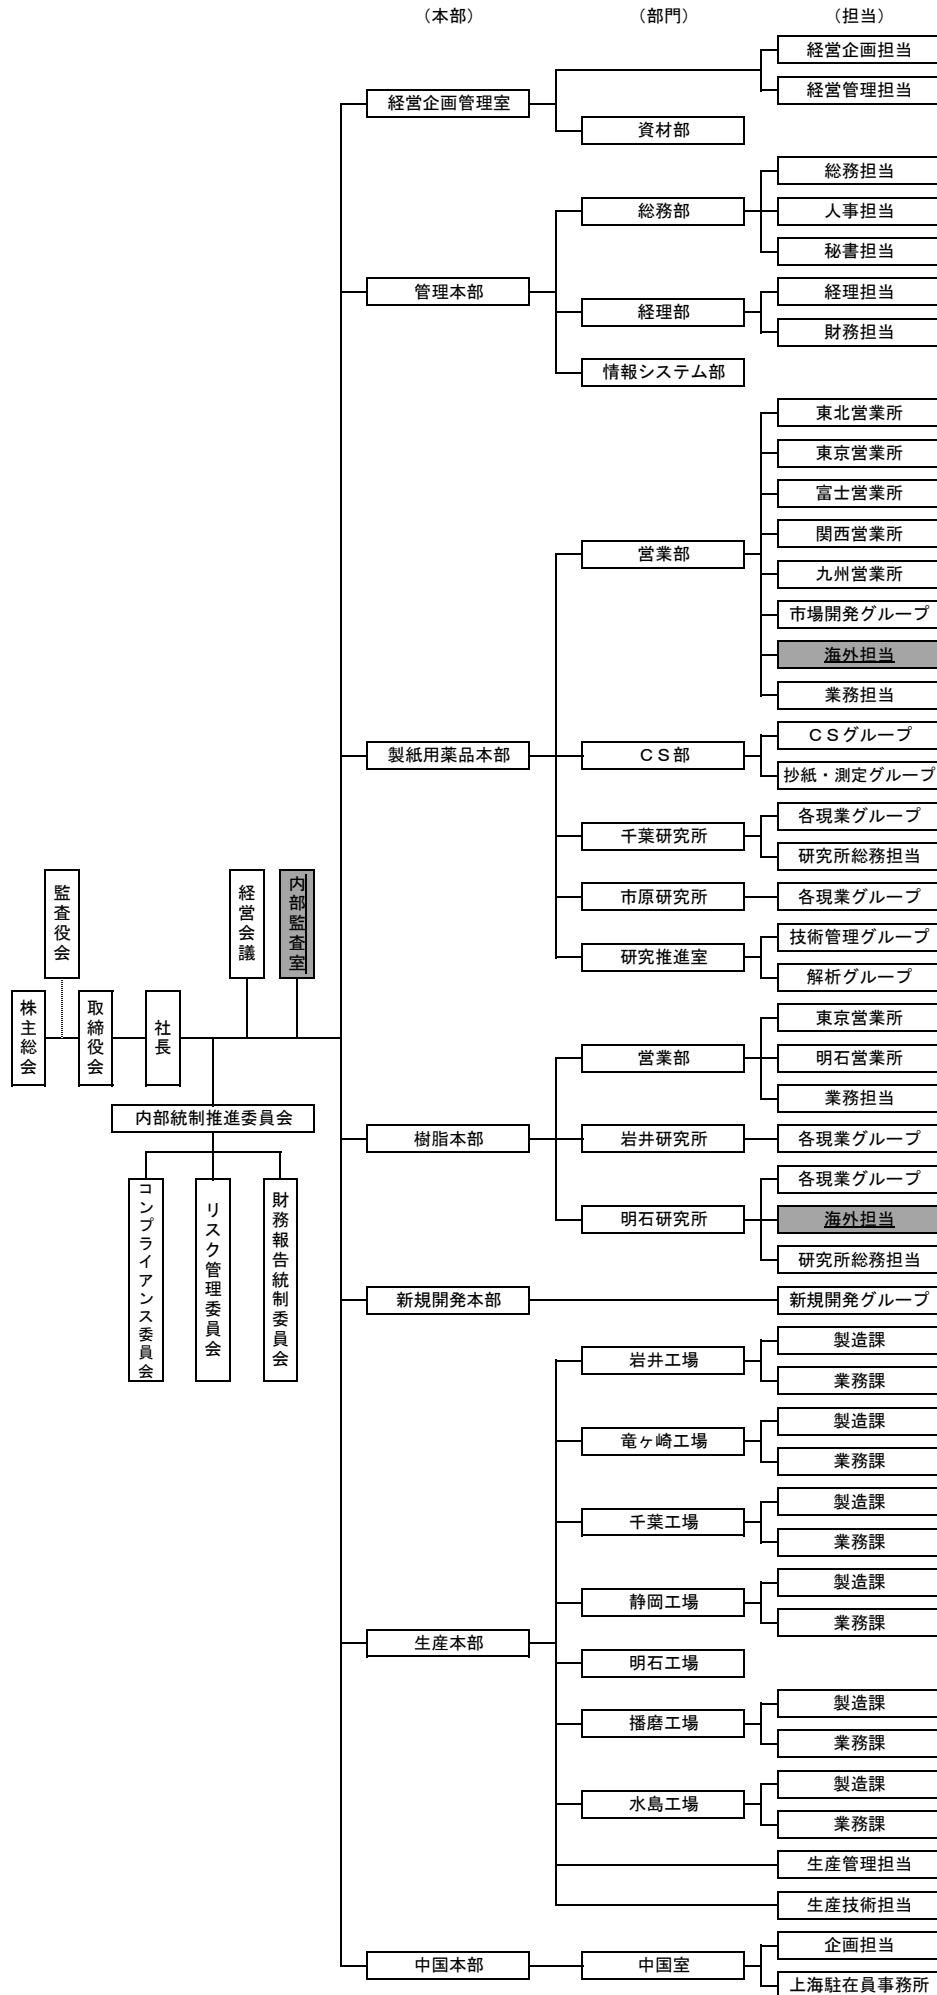 （本部）
（部門）
（担当）
経営企画担当
経営管理担当
経営企画管理室
資材部
総務担当
総務部
人事担当
秘書担当
管理本部
経理担当
経理部
財務担当
情報システム部
東北営業所
東京営業所
富士営業所
関西営業所
営業部
九州営業所
市場開発グループ
海外担当
業務担当
ＣＳグループ
製紙用薬品本部
ＣＳ部
抄紙・測定グループ
各現業グループ
千葉研究所
研究所総務担当
市原研究所
各現業グループ
技術管理グループ
研究推進室
解析グループ
監査役会
経営会議
内部監査室
株主総会
取締役会
社長
東京営業所
営業部
明石営業所
業務担当
内部統制推進委員会
コンプライアンス委員会
リスク管理委員会
財務報告統制委員会
樹脂本部
岩井研究所
各現業グループ
各現業グループ
明石研究所
海外担当
研究所総務担当
新規開発本部
新規開発グループ
製造課
岩井工場
業務課
製造課
竜ヶ崎工場
業務課
製造課
千葉工場
業務課
製造課
静岡工場
業務課
生産本部
明石工場
製造課
播磨工場
業務課
製造課
水島工場
業務課
生産管理担当
生産技術担当
企画担当
中国本部
中国室
上海駐在員事務所